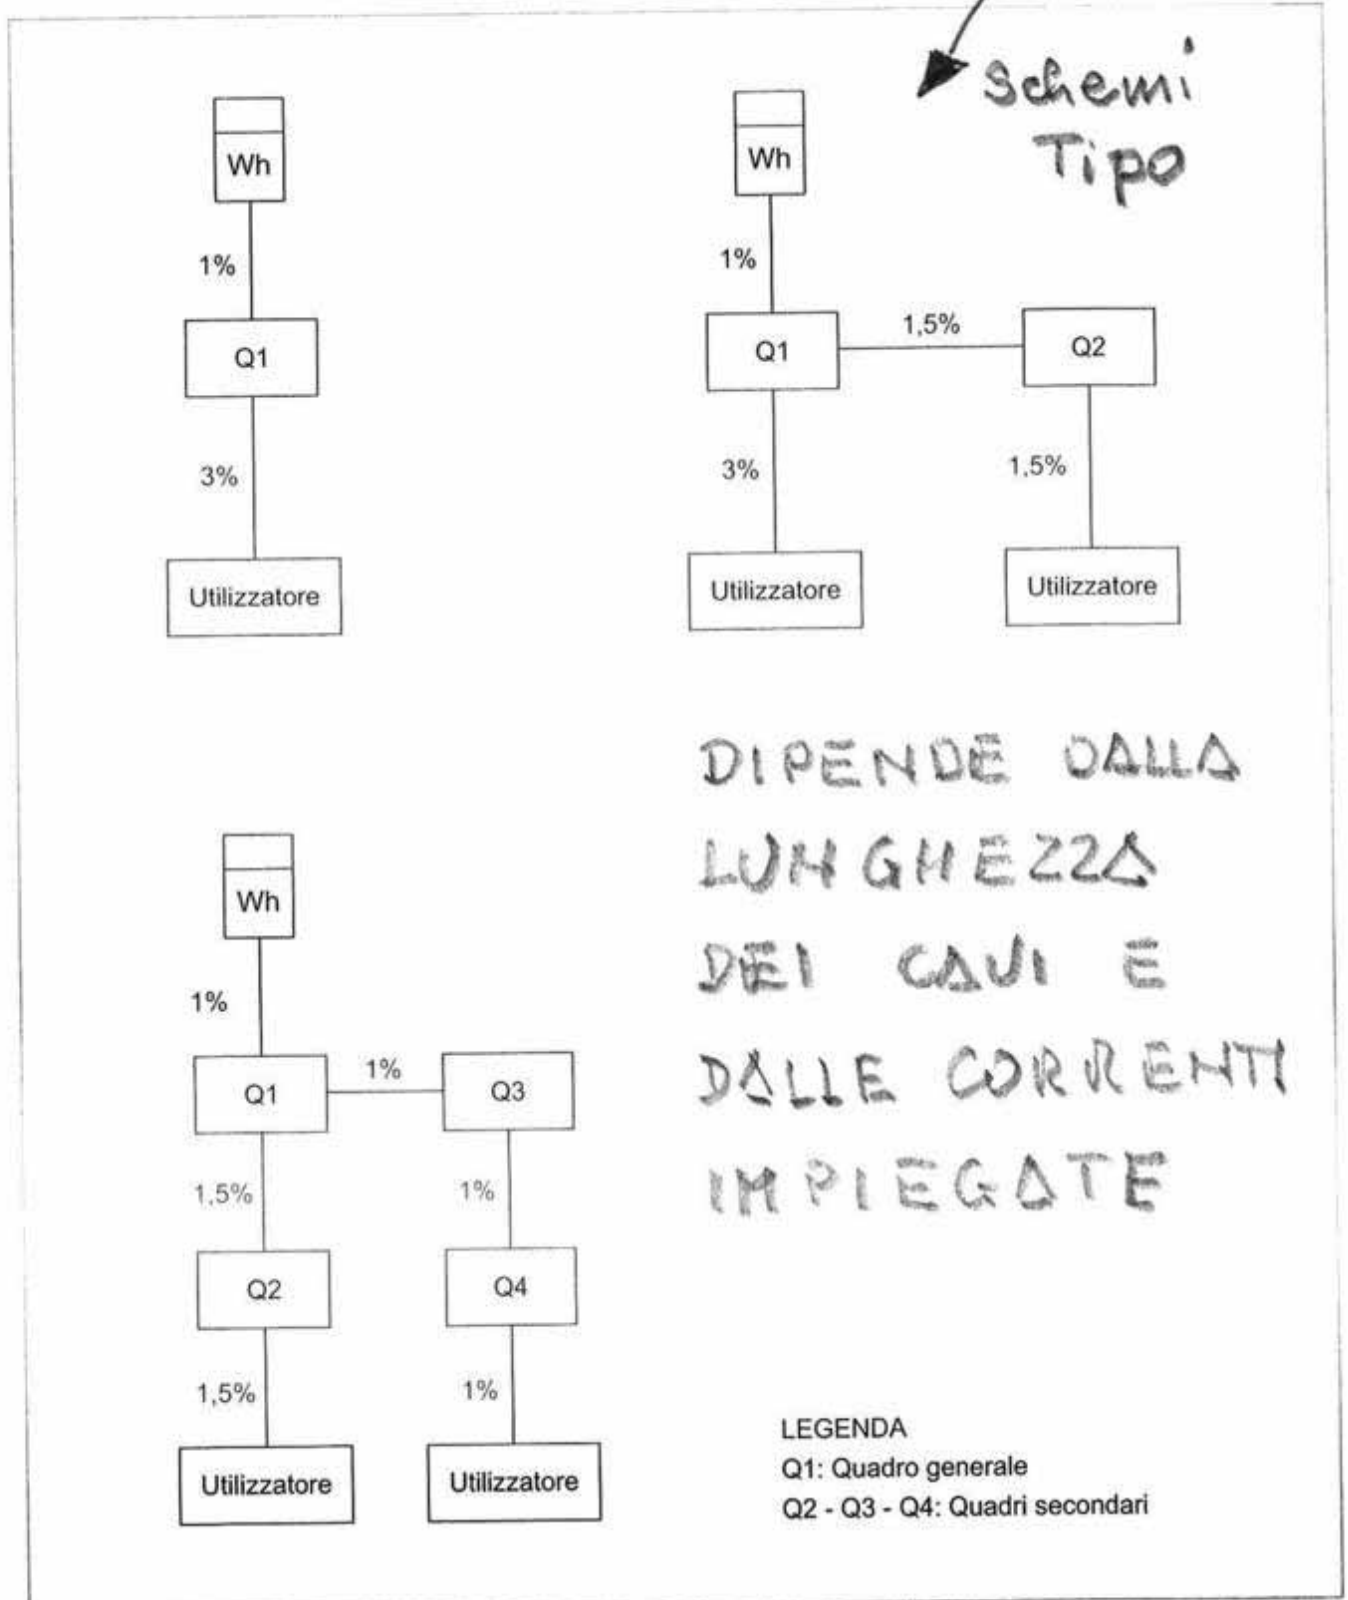 Schemi
Tipo
Wh
1%
Q1
3%
Utilizzatore
Wh
1%
Q1
1,5%
Q2
3%
1,5%
Utilizzatore
Utilizzatore
DIPENDE DALLA
LUNGHEZZA
DEI CAVI E
DALLE CORRENTI
IMPIEGATE
Wh
1%
Q1
1%
Q3
1,5%
1%
Q2
Q4
1,5%
1%
Utilizzatore
Utilizzatore
LEGENDA
Q1: Quadro generale
Q2 - Q3 - Q4: Quadri secondari